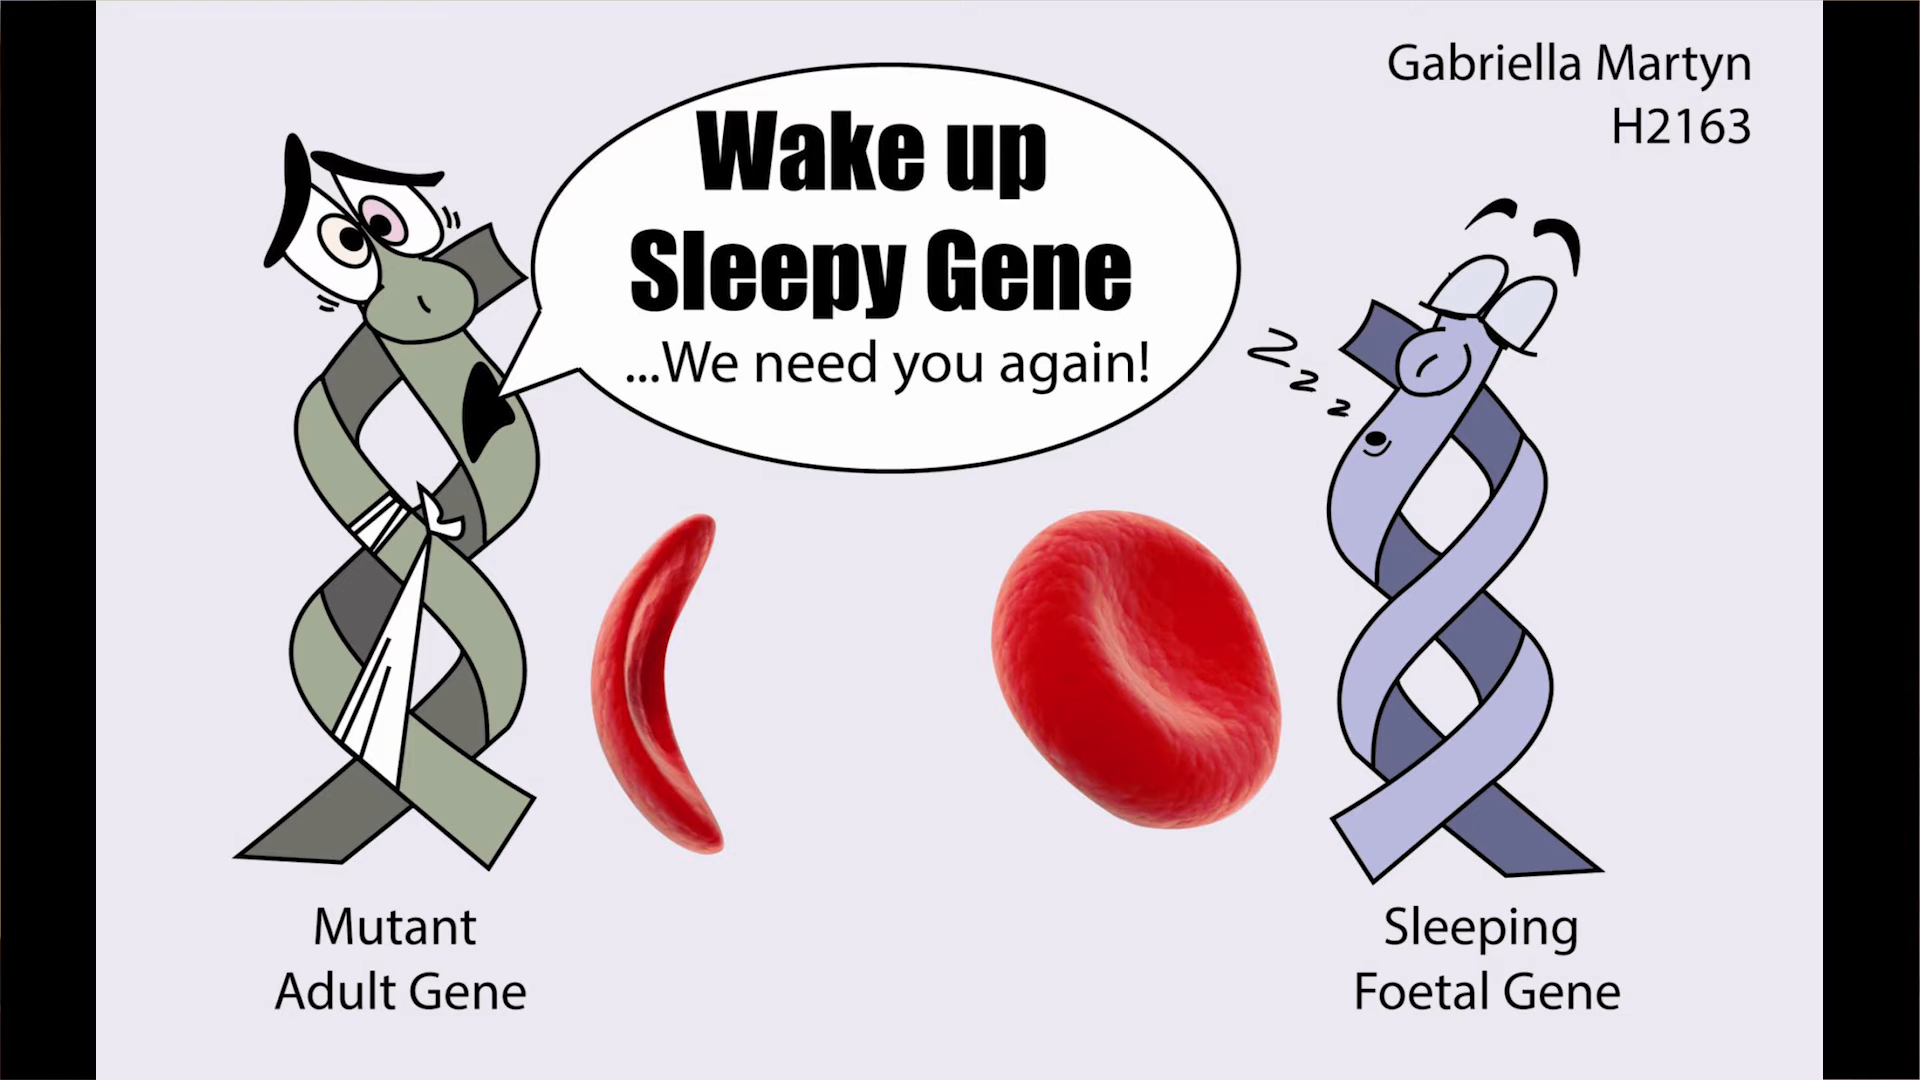 Gabriella Martyn
H2163
Wake up
Sleepy Gene
...We need you again!
z z z
Mutant
Adult Gene
Sleeping
Foetal Gene